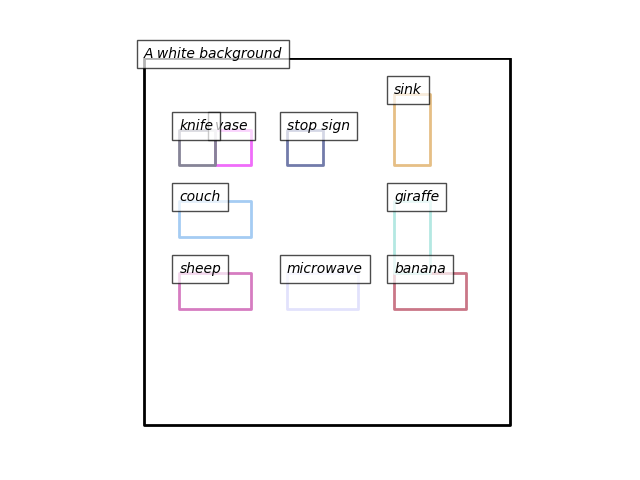 A white background
sink
knife
vase
stop sign
couch
giraffe
sheep
microwave
banana